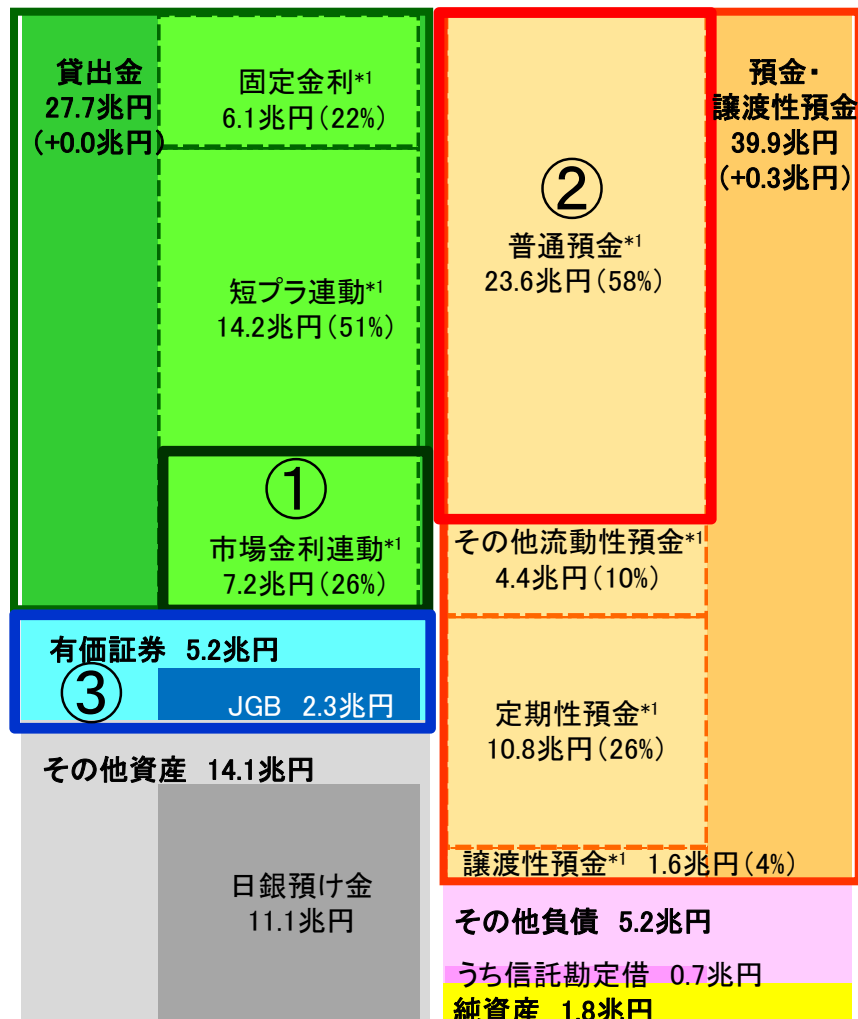 貸出金
27.7兆円
(+0.0兆円)
固定金利*1
6.1兆円(22%)
短プラ連動*1
14.2兆円(51%)
①
市場金利連動*1
7.2兆円(26%)
有価証券 5.2兆円
③
JGB 2.3兆円
その他資産 14.1兆円
日銀預け金
11.1兆円
②
普通預金*1
23.6兆円(58%)
預金・
譲渡性預金
39.9兆円
(+0.3兆円)
その他流動性預金*1
4.4兆円(10%)
定期性預金*1
10.8兆円(26%)
譲渡性預金*1 1.6兆円(4%)
その他負債 5.2兆円
うち信託勘定借 0.7兆円
純資産 1.8兆円